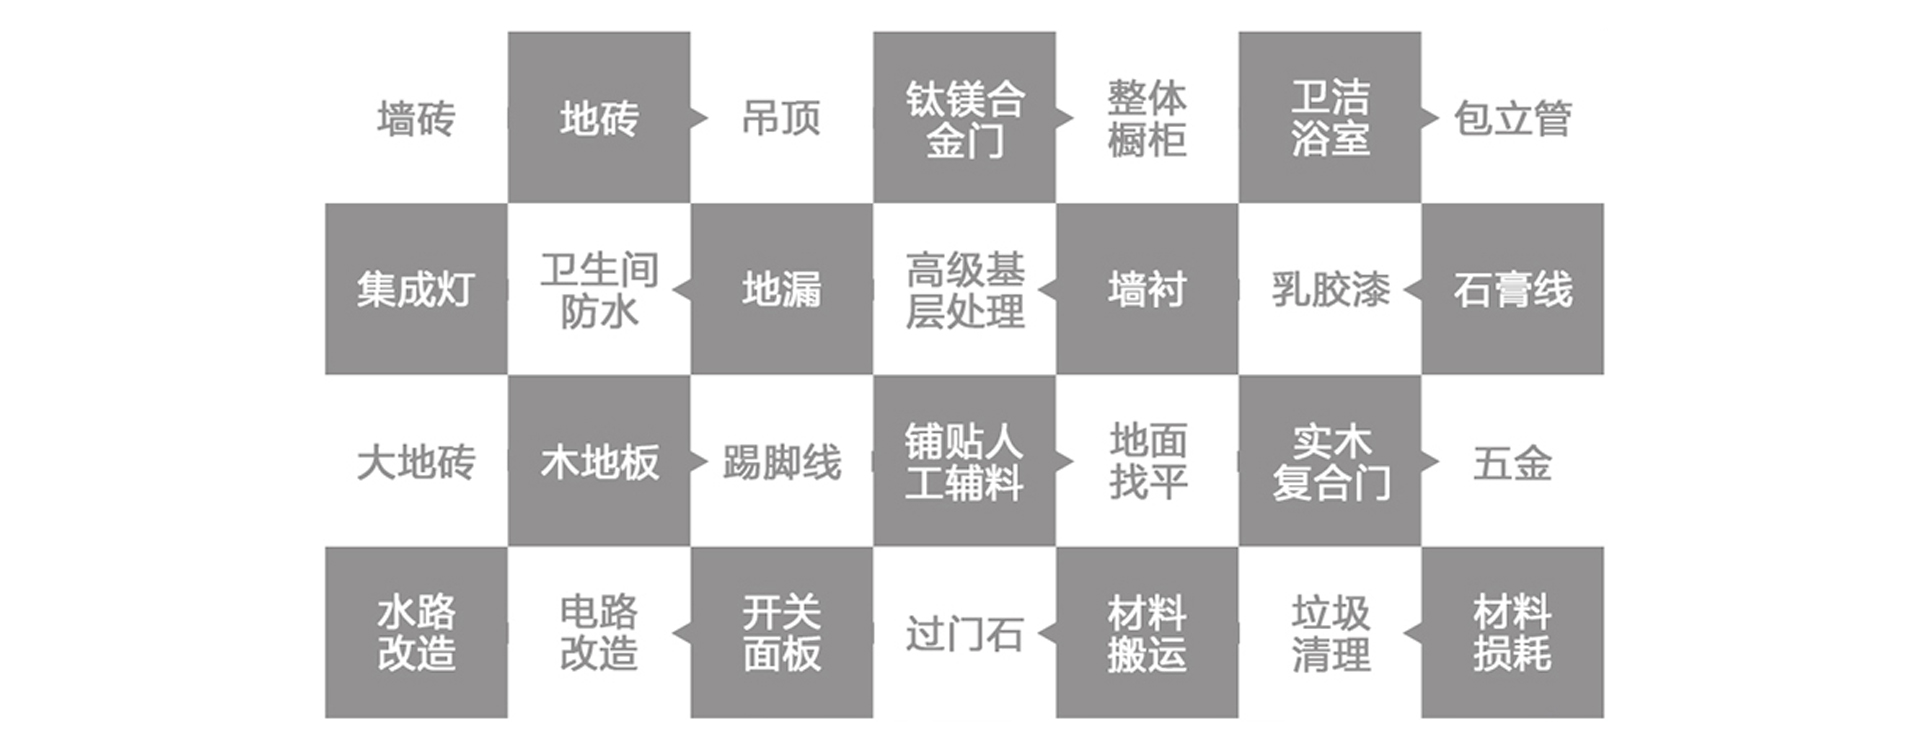 墙砖
地砖
吊顶
钛镁合
金门
整体
橱柜
卫洁
浴室
包立管
集成灯
卫生间
防水
地漏
高级基
层处理
墙衬
乳胶漆
石膏线
大地砖
木地板
踢脚线
铺贴人
工辅料
地面
找平
实木
复合门
五金
水路
改造
电路
改造
开关
面板
过门石
材料
搬运
垃圾
清理
材料
损耗